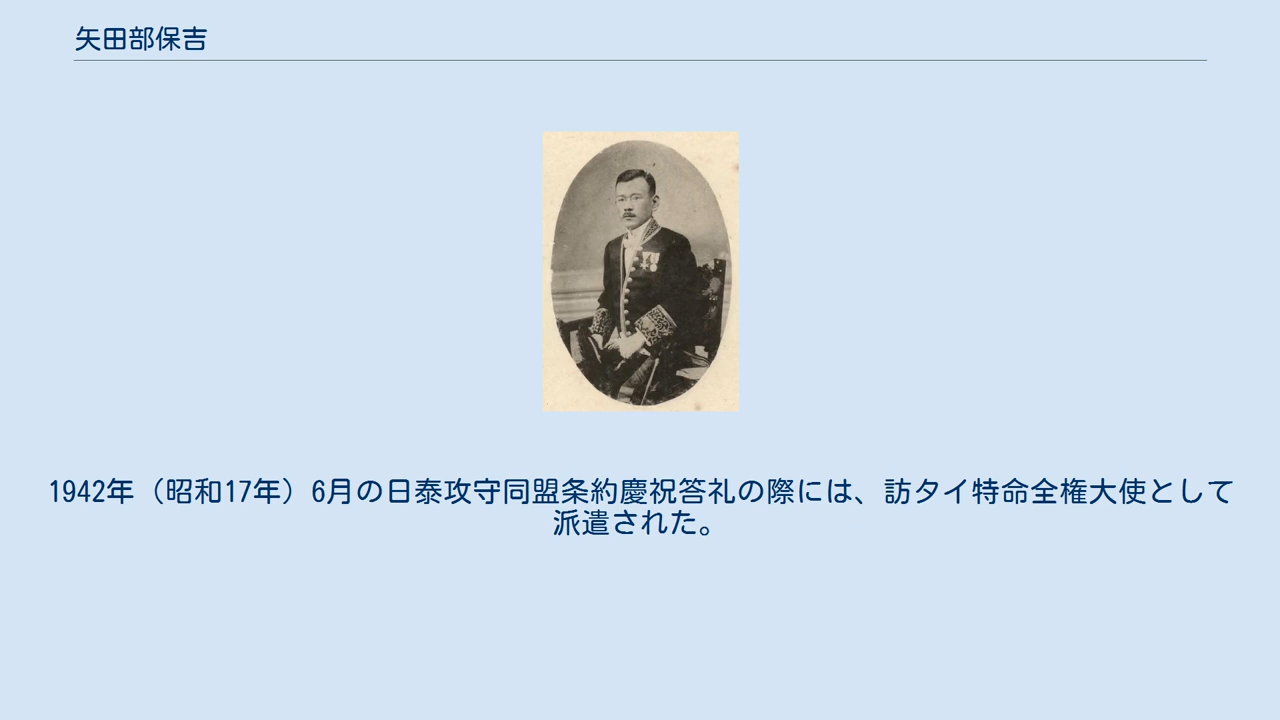 矢田部保吉
1942年（昭和17年）6月の日泰攻守同盟条約慶祝答礼の際には、訪タイ特命全権大使として
派遣された。